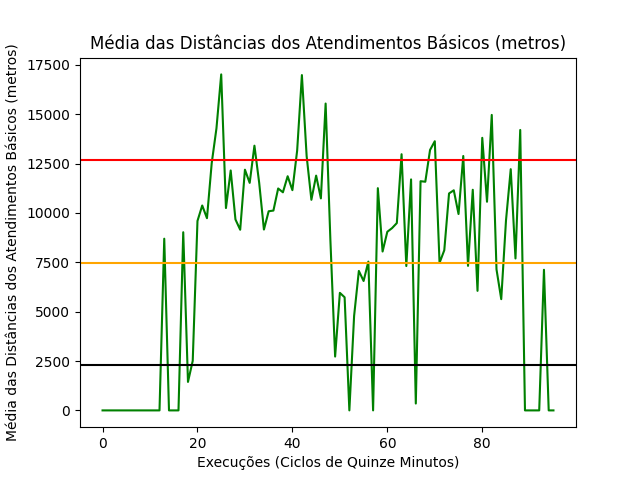 Média das Distâncias dos Atendimentos Básicos (metros)
Média das Distâncias dos Atendimentos Básicos (metros)
17500
15000
12500
10000
7500
5000
2500
0
0 20 40 60 80
Execuções (Ciclos de Quinze Minutos)